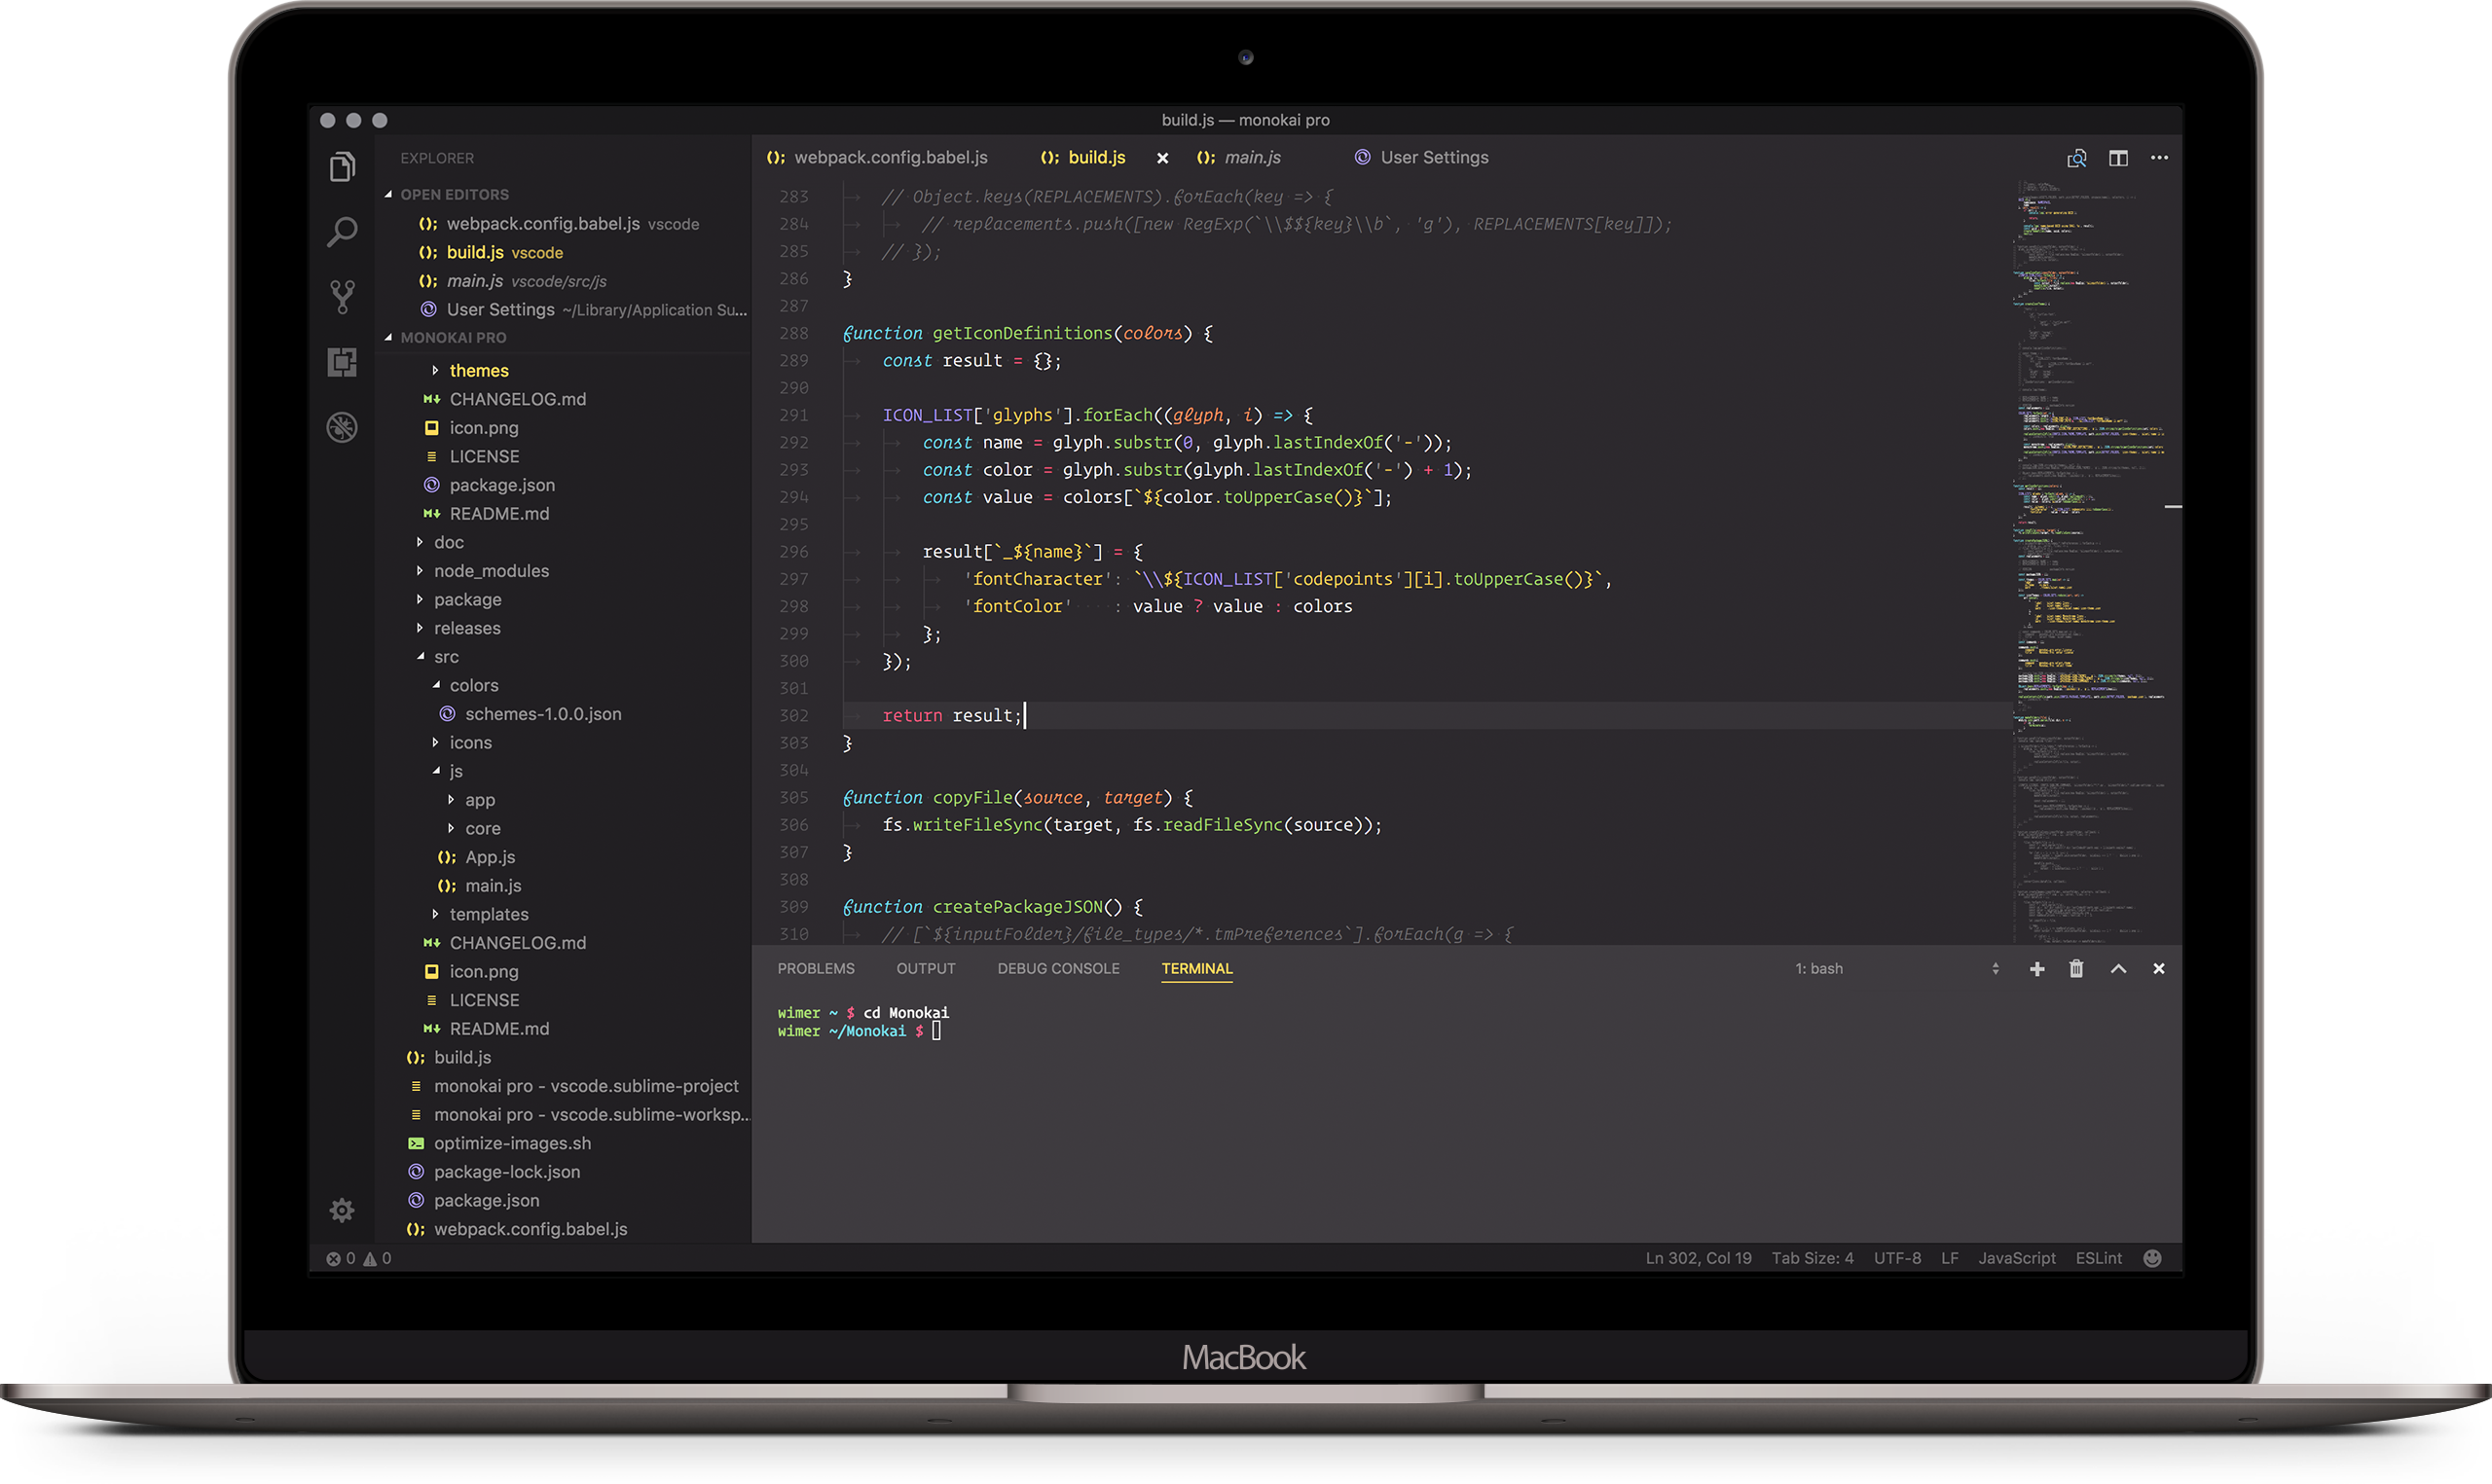 build.js — monokai pro
EXPLORER
OPEN EDITORS
webpack.config.babel.js vscode
build.js vscode
main.js vscode/src/js
User Settings ~/Library/Application Su...
MONOKAI PRO
themes
CHANGELOG.md
icon.png
LICENSE
package.json
README.md
doc
node_modules
package
releases
src
colors
schemes-1.0.0.json
icons
js
app
core
App.js
main.js
templates
CHANGELOG.md
icon.png
LICENSE
README.md
build.js
monokai pro - vscode.sublime-project
monokai pro - vscode.sublime-worksp...
optimize-images.sh
package-lock.json
package.json
webpack.config.babel.js
webpack.config.babel.js build.js main.js User Settings
283 // Object.keys(REPLACEMENTS).forEach(key => {
284 // replacements.push([new RegExp(`\\$${key}\\b`, 'g'), REPLACEMENTS[key]]);
285 // });
286 }
287
288 function getIconDefinitions(colors) {
289 const result = {};
290
291 ICON_LIST['glyphs'].forEach((glyph, i) => {
292 const name = glyph.substr(0, glyph.lastIndexOf('-'));
293 const color = glyph.substr(glyph.lastIndexOf('-') + 1);
294 const value = colors[`${color.toUpperCase()}`];
295
296 result[`_${name}`] = {
297 'fontCharacter': `\\${ICON_LIST['codepoints'][i].toUpperCase()}`,
298 'fontColor' : value ? value : colors
299 };
300 });
301
302 return result;
303 }
304
305 function copyFile(source, target) {
306 fs.writeFileSync(target, fs.readFileSync(source));
307 }
308
309 function createPackageJSON() {
310 // [`${inputFolder}/file_types/*.tmPreferences`].forEach(g => {
PROBLEMS OUTPUT DEBUG CONSOLE TERMINAL 1: bash
wimer ~ $ cd Monokai
wimer ~/Monokai $
0 0 Ln 302, Col 19 Tab Size: 4 UTF-8 LF JavaScript ESLint
MacBook